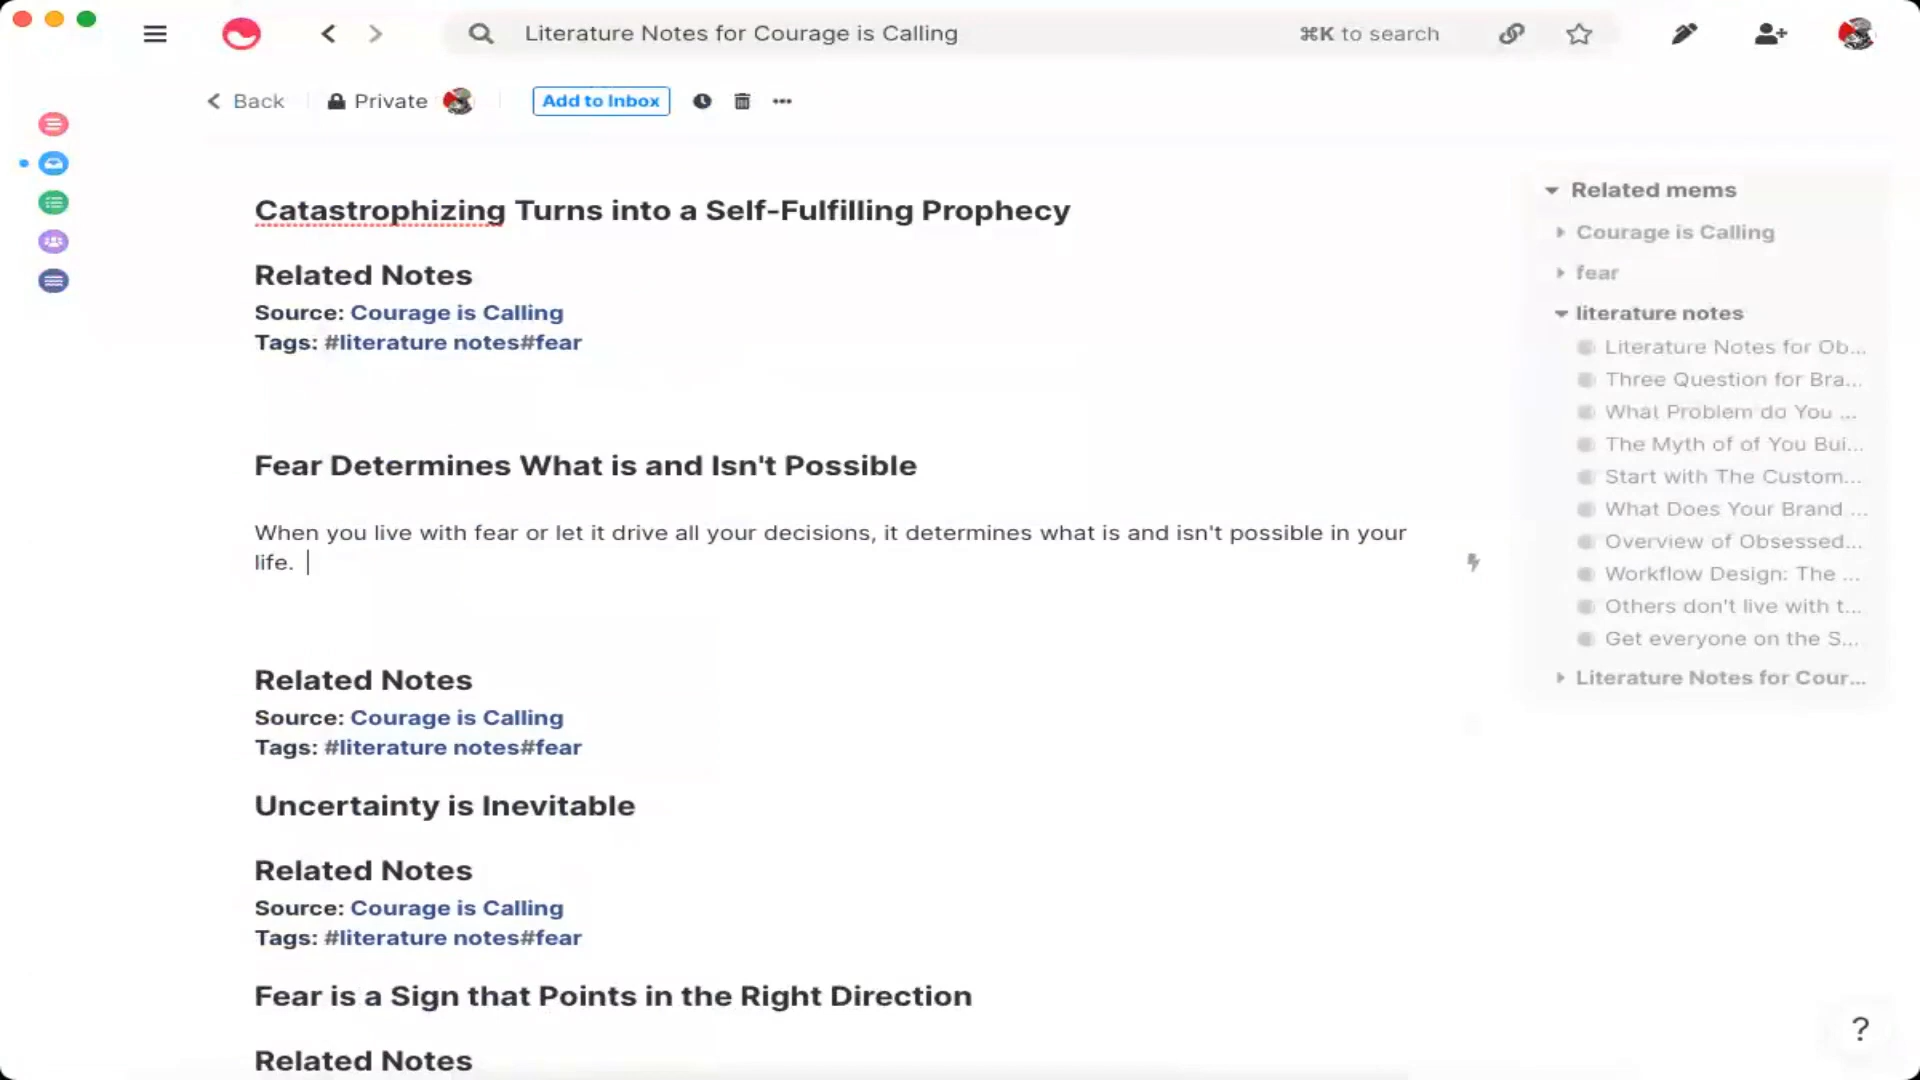 Literature Notes for Courage is Calling
⌘K to search
Back
Private
Add to Inbox
Catastrophizing Turns into a Self-Fulfilling Prophecy
Related Notes
Source: Courage is Calling
Tags: #literature notes#fear
Fear Determines What is and Isn't Possible
When you live with fear or let it drive all your decisions, it determines what is and isn't possible in your
life.
Related Notes
Source: Courage is Calling
Tags: #literature notes#fear
Uncertainty is Inevitable
Related Notes
Source: Courage is Calling
Tags: #literature notes#fear
Fear is a Sign that Points in the Right Direction
Related Notes
Related mems
Courage is Calling
fear
literature notes
Literature Notes for Ob...
Three Question for Bra...
What Problem do You ...
The Myth of of You Bui...
Start with The Custom...
What Does Your Brand ...
Overview of Obsessed...
Workflow Design: The ...
Others don't live with t...
Get everyone on the S...
Literature Notes for Cour...
?